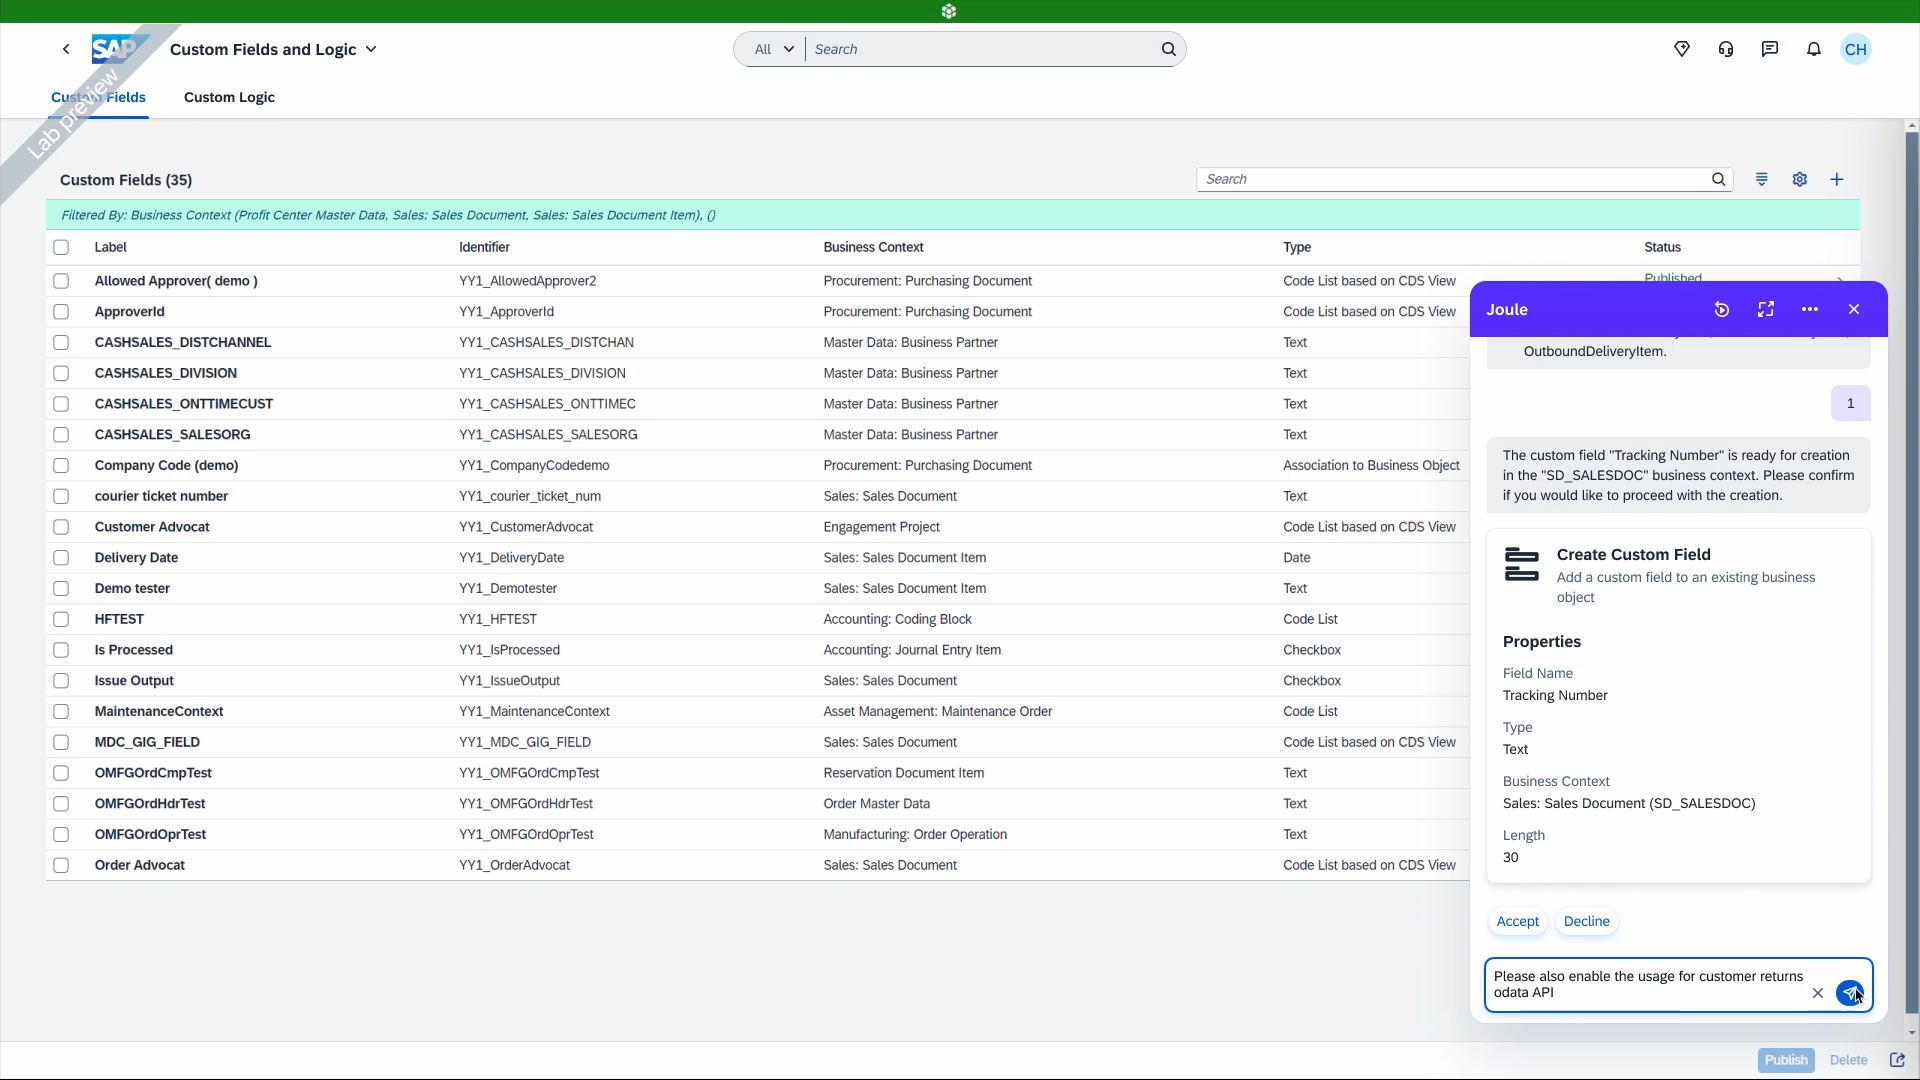 SAP
Custom Fields and Logic
All
Search
CH
Custom Fields
Custom Logic
Lab preview
Custom Fields (35)
Search
Filtered By: Business Context (Profit Center Master Data, Sales: Sales Document, Sales: Sales Document Item), ()
Label Identifier Business Context Type Status
Allowed Approver( demo ) YY1_AllowedApprover2 Procurement: Purchasing Document Code List based on CDS View Published
ApproverId YY1_ApproverId Procurement: Purchasing Document Code List based on CDS View
CASHSALES_DISTCHANNEL YY1_CASHSALES_DISTCHAN Master Data: Business Partner Text
CASHSALES_DIVISION YY1_CASHSALES_DIVISION Master Data: Business Partner Text
CASHSALES_ONTTIMECUST YY1_CASHSALES_ONTTIMEC Master Data: Business Partner Text
CASHSALES_SALESORG YY1_CASHSALES_SALESORG Master Data: Business Partner Text
Company Code (demo) YY1_CompanyCodedemo Procurement: Purchasing Document Association to Business Object
courier ticket number YY1_courier_ticket_num Sales: Sales Document Text
Customer Advocat YY1_CustomerAdvocat Engagement Project Code List based on CDS View
Delivery Date YY1_DeliveryDate Sales: Sales Document Item Date
Demo tester YY1_Demotester Sales: Sales Document Item Text
HFTEST YY1_HFTEST Accounting: Coding Block Code List
Is Processed YY1_IsProcessed Accounting: Journal Entry Item Checkbox
Issue Output YY1_IssueOutput Sales: Sales Document Checkbox
MaintenanceContext YY1_MaintenanceContext Asset Management: Maintenance Order Code List
MDC_GIG_FIELD YY1_MDC_GIG_FIELD Sales: Sales Document Code List based on CDS View
OMFGOrdCmpTest YY1_OMFGOrdCmpTest Reservation Document Item Text
OMFGOrdHdrTest YY1_OMFGOrdHdrTest Order Master Data Text
OMFGOrdOprTest YY1_OMFGOrdOprTest Manufacturing: Order Operation Text
Order Advocat YY1_OrderAdvocat Sales: Sales Document Code List based on CDS View
Joule
OutboundDeliveryItem.
1
The custom field "Tracking Number" is ready for creation
in the "SD_SALESDOC" business context. Please confirm
if you would like to proceed with the creation.
Create Custom Field
Add a custom field to an existing business
object
Properties
Field Name
Tracking Number
Type
Text
Business Context
Sales: Sales Document (SD_SALESDOC)
Length
30
Accept
Decline
Please also enable the usage for customer returns
odata API
Publish
Delete